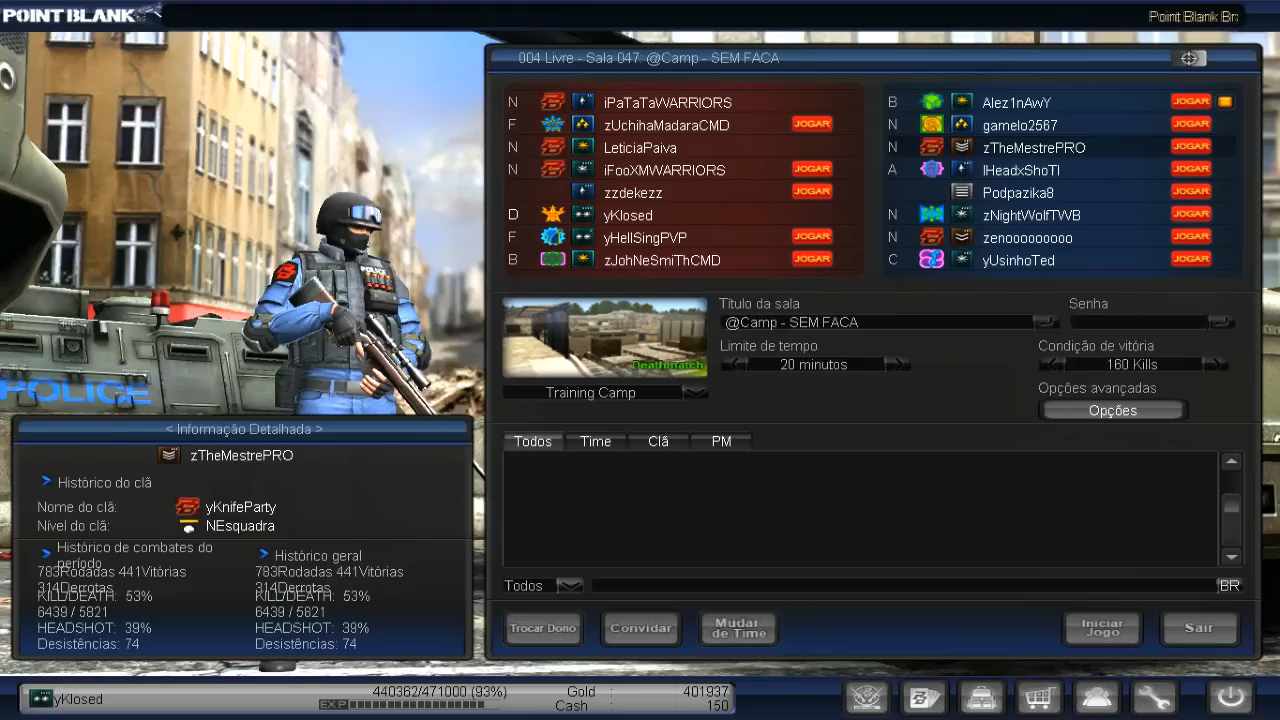 POINT BLANK
Point Blank Br
004 Livre - Sala 047: @Camp - SEM FACA
N iPaTaTaWARRIORS
F zUchihaMadaraCMD JOGAR
N LeticiaPaiva
N iFooXMWARRIORS JOGAR
zzdekezz JOGAR
D yKlosed
F yHellSingPVP JOGAR
B zJohNeSmiThCMD JOGAR
B Alez1nAwY JOGAR
N gamelo2567 JOGAR
N zTheMestrePRO JOGAR
A lHeadxShoTl JOGAR
Podpazika8 JOGAR
N zNightWolfTWB JOGAR
N zenooooooooo JOGAR
C yUsinhoTed JOGAR
Deathmatch
Training Camp
Título da sala
@Camp - SEM FACA
Senha
Limite de tempo
20 minutos
Condição de vitória
160 Kills
Opções avançadas
Opções
Todos Time Clã PM
Todos BR
Trocar Dono Convidar Mudar de Time Iniciar Jogo Sair
POLICE
POLICE
< Informação Detalhada >
zTheMestrePRO
Histórico do clã
Nome do clã: yKnifeParty
Nível do clã: NEsquadra
Histórico de combates do período
783Rodadas 441Vitórias
314Derrotas
KILL/DEATH: 53%
6439 / 5821
HEADSHOT: 39%
Desistências: 74
Histórico geral
783Rodadas 441Vitórias
314Derrotas
KILL/DEATH: 53%
6439 / 5821
HEADSHOT: 39%
Desistências: 74
yKlosed
440362/471000 (93%)
EXP
Gold : 401937
Cash : 150